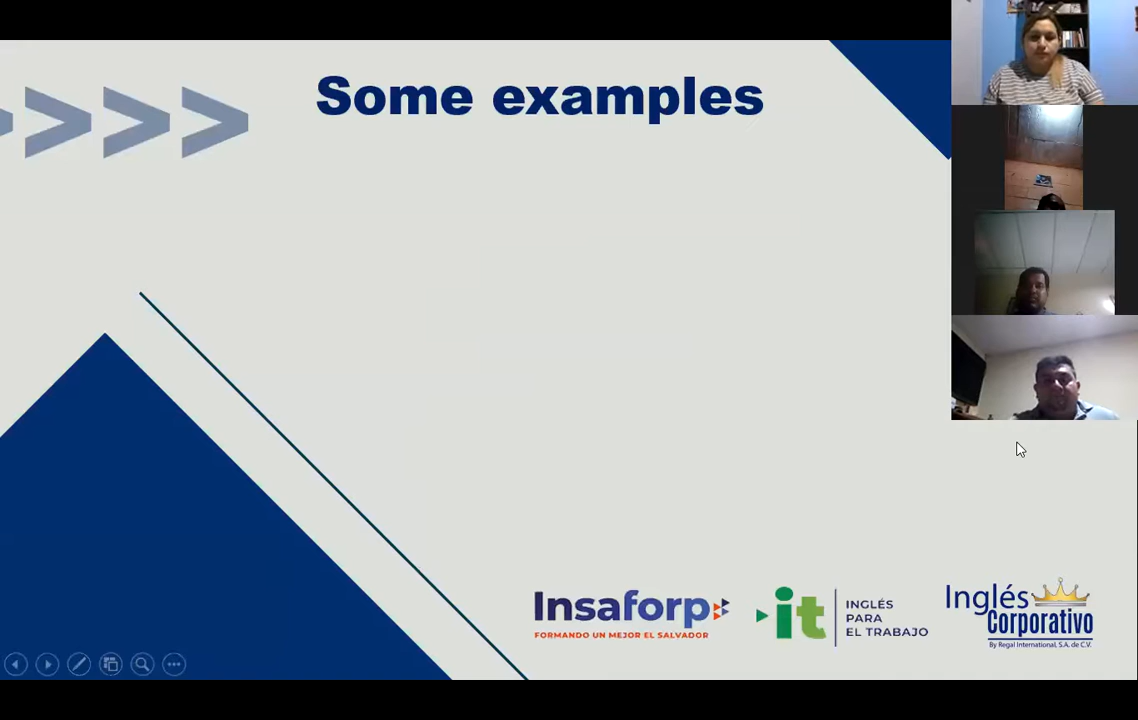 Some examples
Insaforp
FORMANDO UN MEJOR EL SALVADOR
it
INGLÉS
PARA
EL TRABAJO
Inglés
Corporativo
By Regal International, S.A. de C.V.